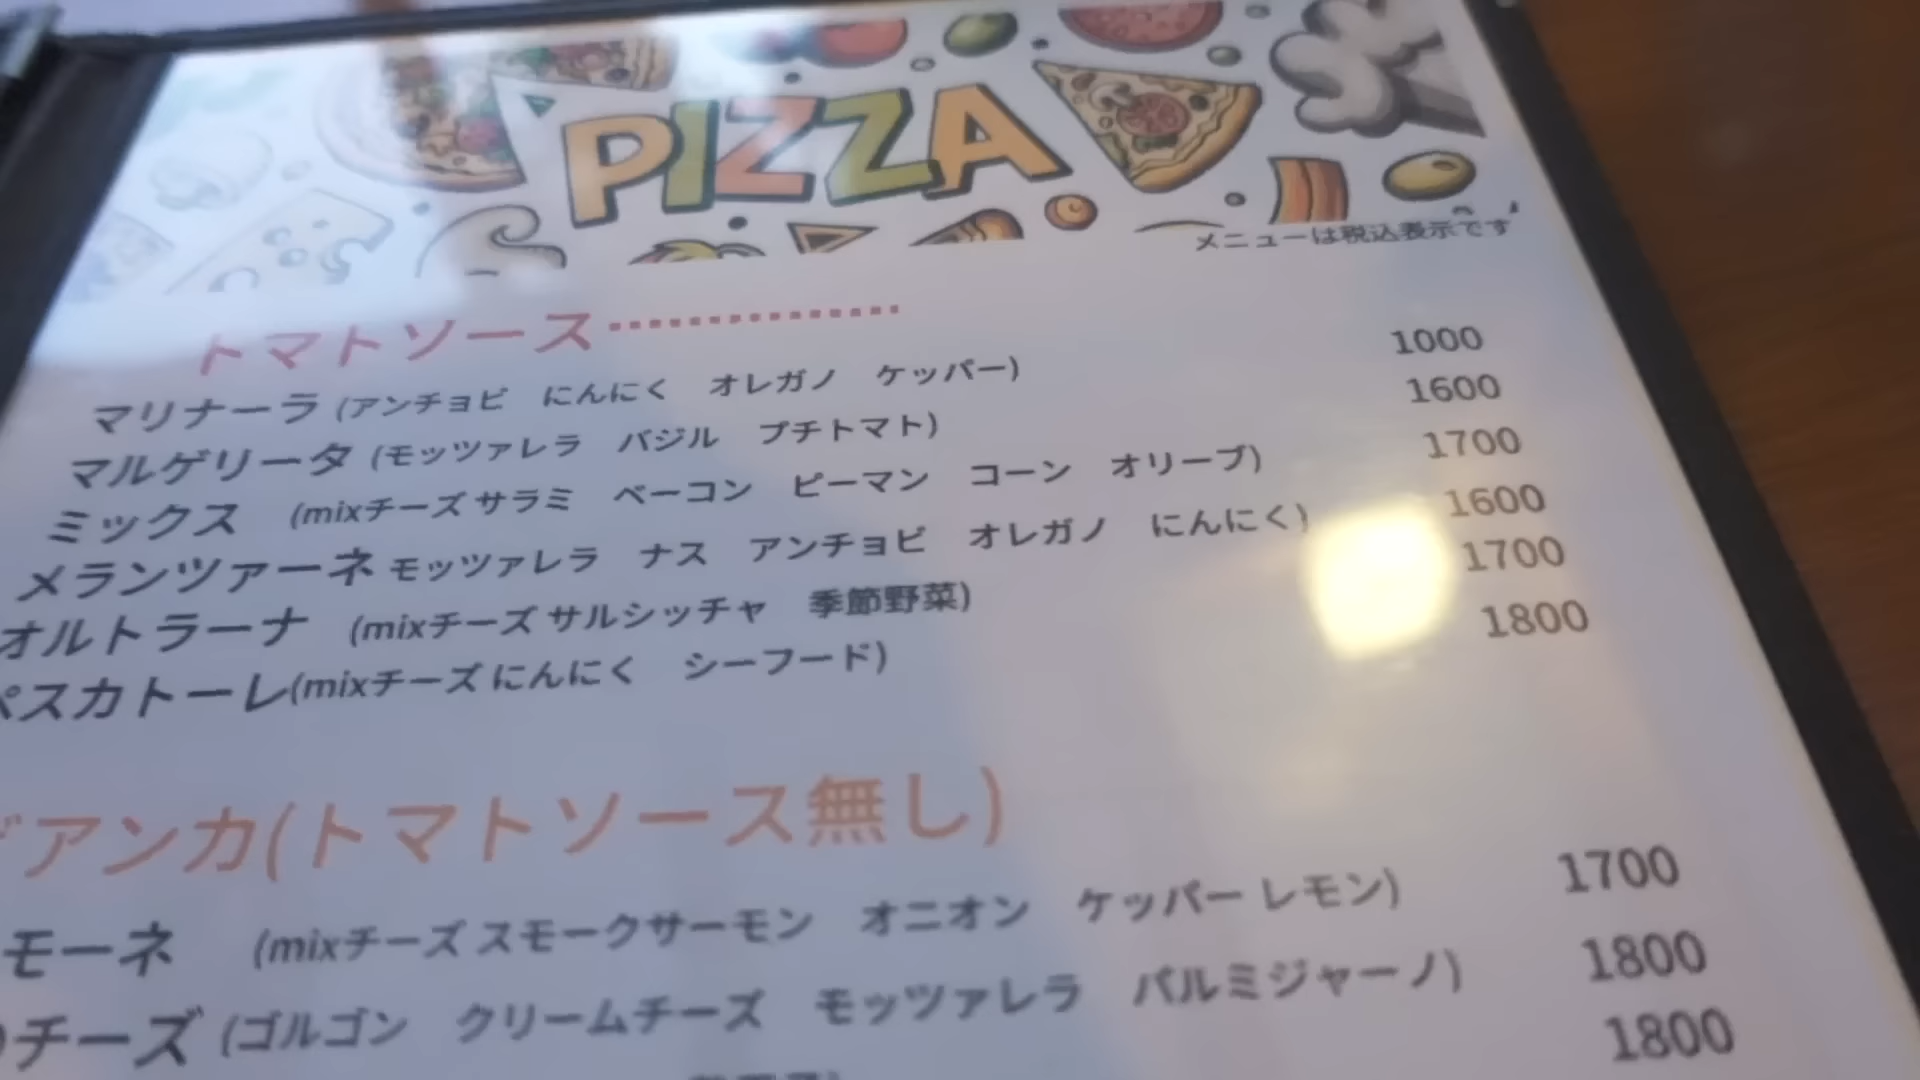 PIZZA
メニューは税込表示です
トマトソース・・・・・・・・・・・・・・・
マリナーラ (アンチョビ にんにく オレガノ ケッパー) 1000
マルゲリータ (モッツァレラ バジル プチトマト) 1600
ミックス (mixチーズ サラミ ベーコン ピーマン コーン オリーブ) 1700
メランツァーネ モッツァレラ ナス アンチョビ オレガノ にんにく) 1600
オルトラーナ (mixチーズ サルシッチャ 季節野菜) 1700
ペスカトーレ(mixチーズ にんにく シーフード) 1800
アンカ(トマトソース無し)
モーネ (mixチーズ スモークサーモン オニオン ケッパー レモン) 1700
チーズ (ゴルゴン クリームチーズ モッツァレラ パルミジャーノ) 1800
1800